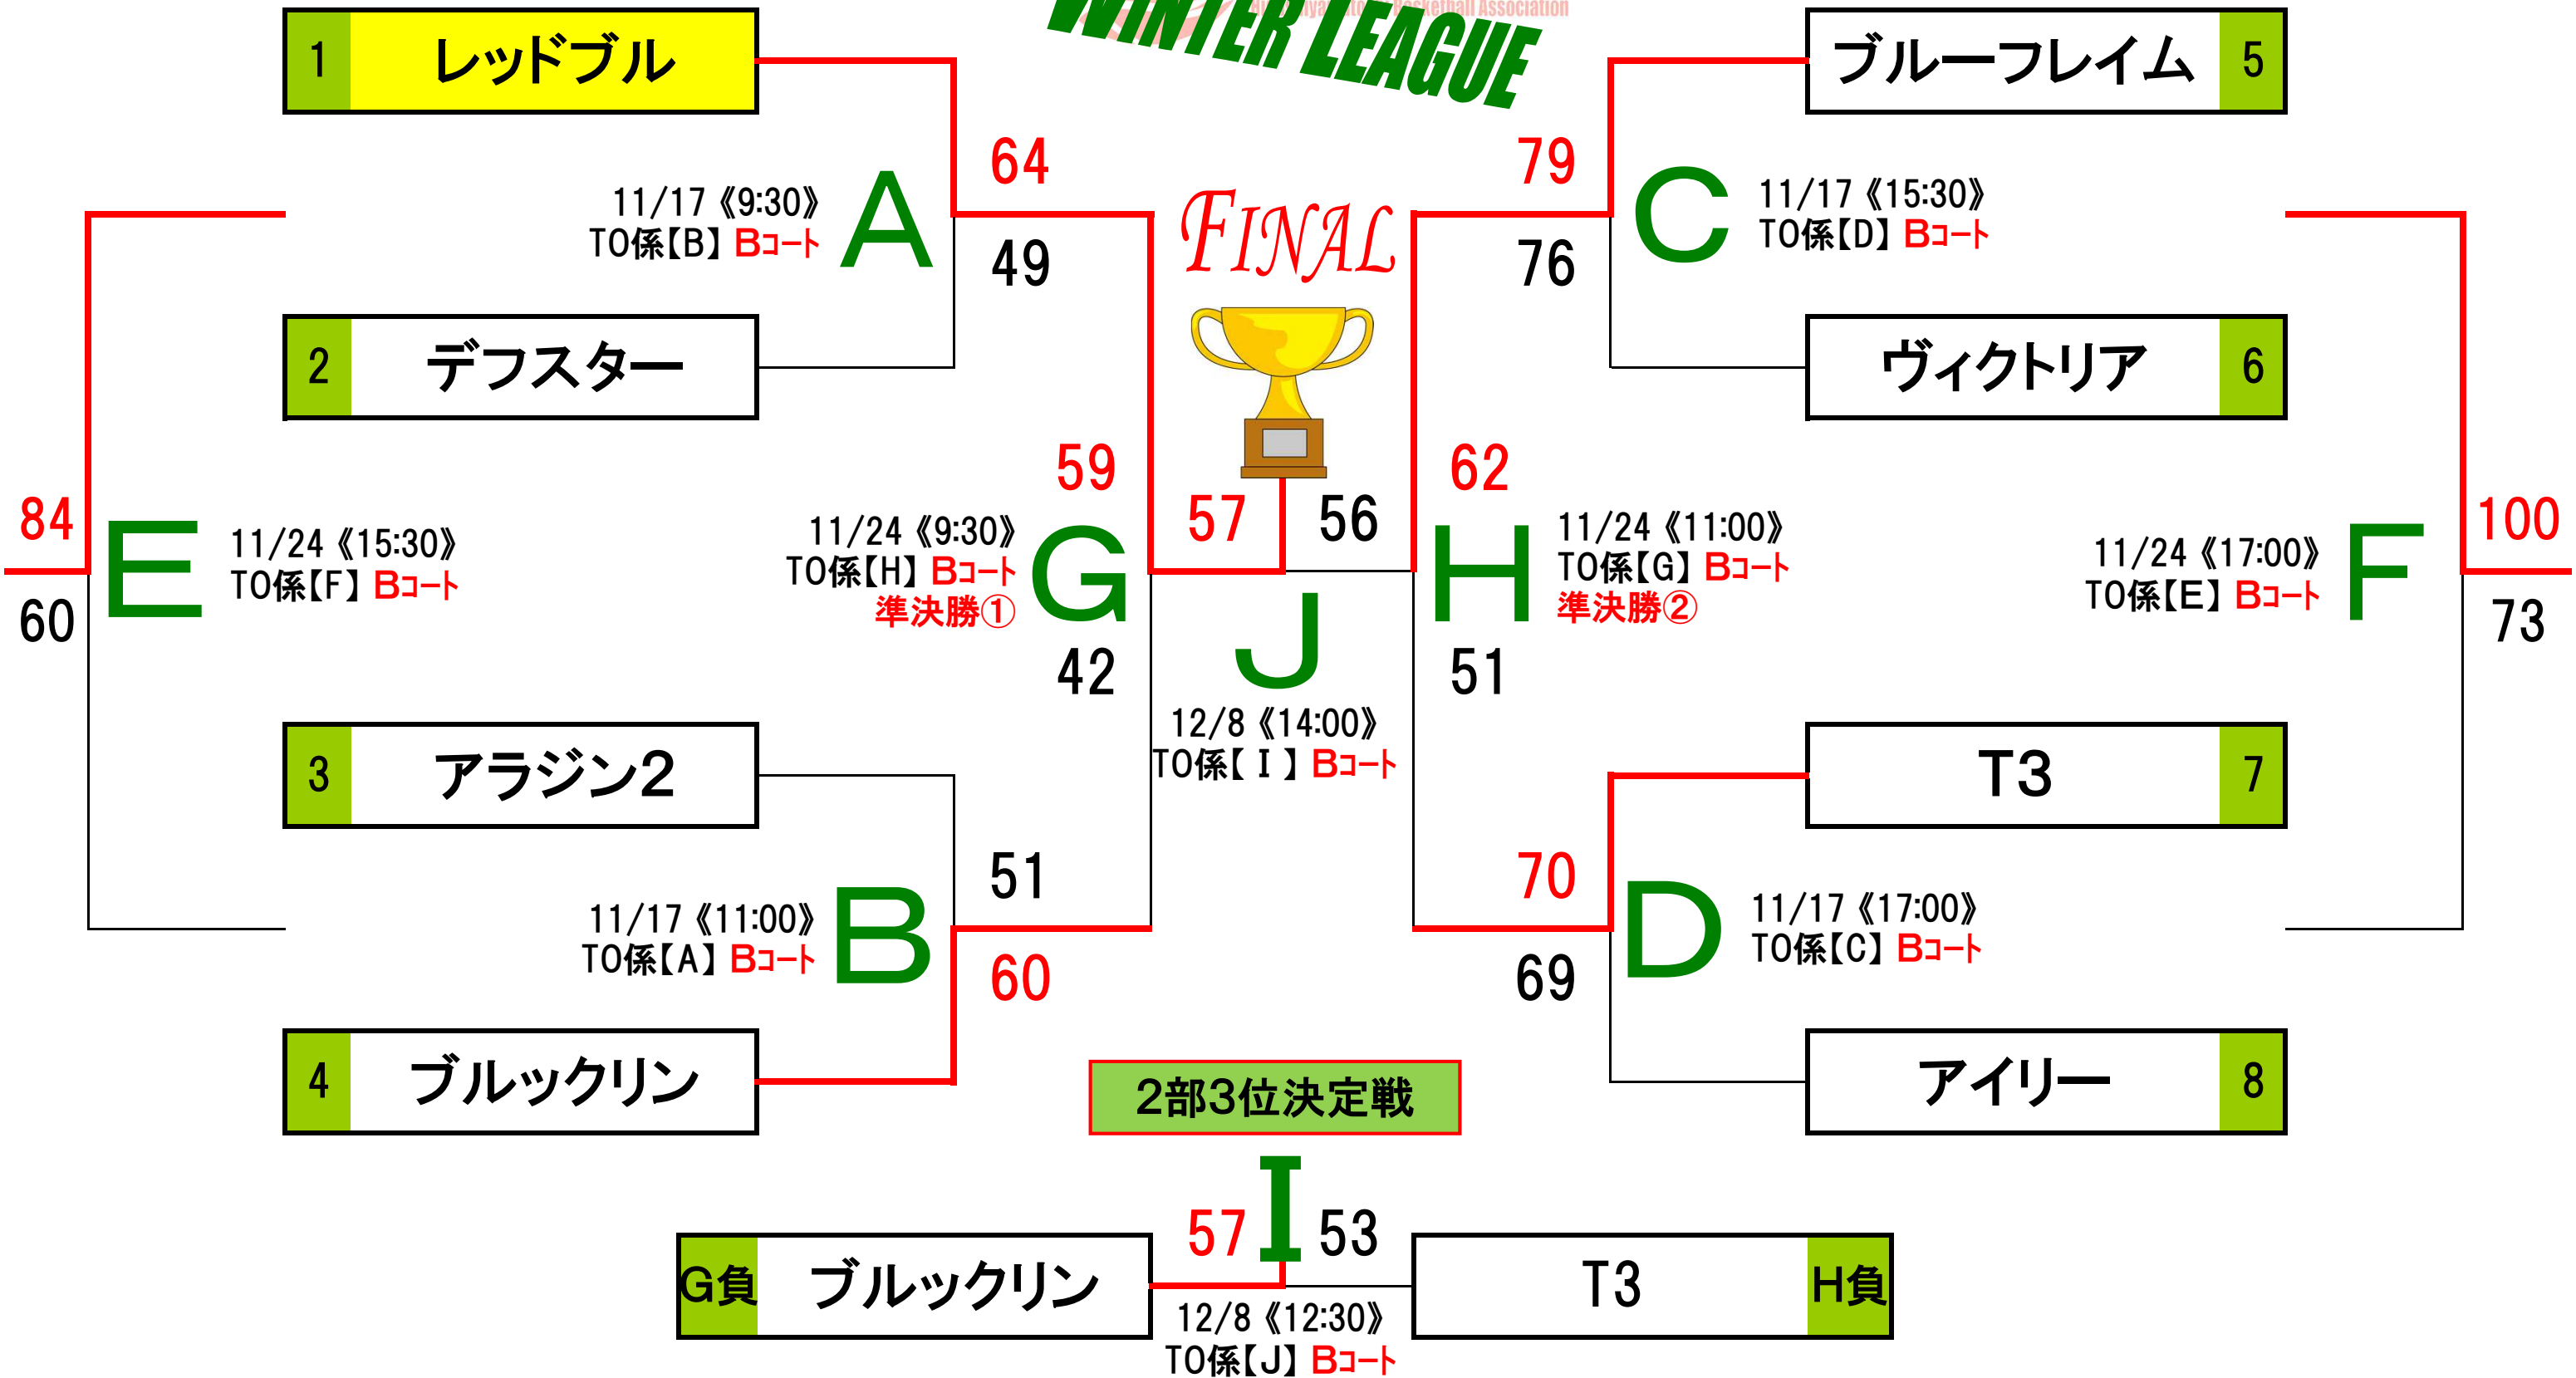 Basketball Association
WINTER LEAGUE
1 レッドブル
ブルーフレイム 5
64
79
11/17 《9:30》
TO係【B】 Bコート
A
FINAL
C
11/17 《15:30》
TO係【D】 Bコート
49
76
2 デフスター
ヴィクトリア 6
59
62
84
57
56
100
E
11/24 《15:30》
TO係【F】 Bコート
11/24 《9:30》
TO係【H】 Bコート
準決勝①
G
H
11/24 《11:00》
TO係【G】 Bコート
準決勝②
11/24 《17:00》
TO係【E】 Bコート
F
60
73
42
J
51
12/8 《14:00》
TO係【I】 Bコート
3 アラジン2
T3 7
51
70
11/17 《11:00》
TO係【A】 Bコート
B
D
11/17 《17:00》
TO係【C】 Bコート
60
69
4 ブルックリン
アイリー 8
2部3位決定戦
57 I 53
G負 ブルックリン
T3 H負
12/8 《12:30》
TO係【J】 Bコート